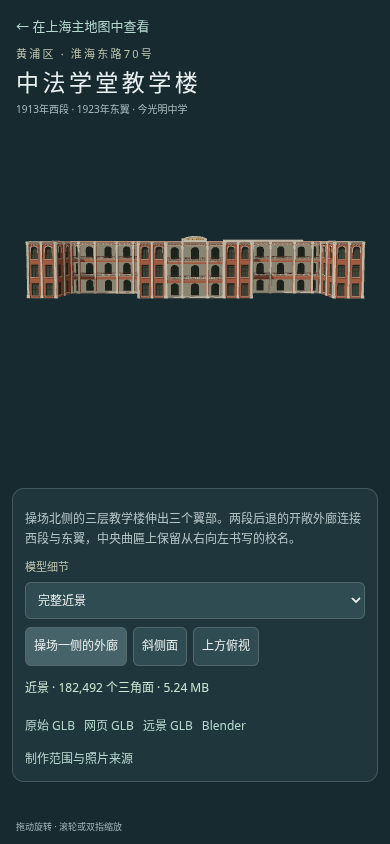 ← 在上海主地图中查看
黄浦区 · 淮海东路70号
中法学堂教学楼
1913年西段 · 1923年东翼 · 今光明中学
操场北侧的三层教学楼伸出三个翼部。两段后退的开敞外廊连接
西段与东翼，中央曲匾上保留从右向左书写的校名。
模型细节
完整近景
操场一侧的外廊 斜侧面 上方俯视
近景 · 182,492 个三角面 · 5.24 MB
原始 GLB 网页 GLB 远景 GLB Blender
制作范围与照片来源
拖动旋转 · 滚轮或双指缩放